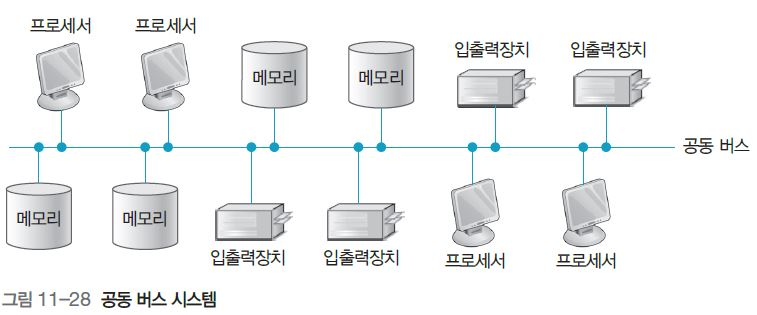 프로세서
프로세서
메모리
메모리
입출력장치
입출력장치
공동 버스
메모리
메모리
입출력장치
입출력장치
프로세서
프로세서
그림 11-28 공동 버스 시스템